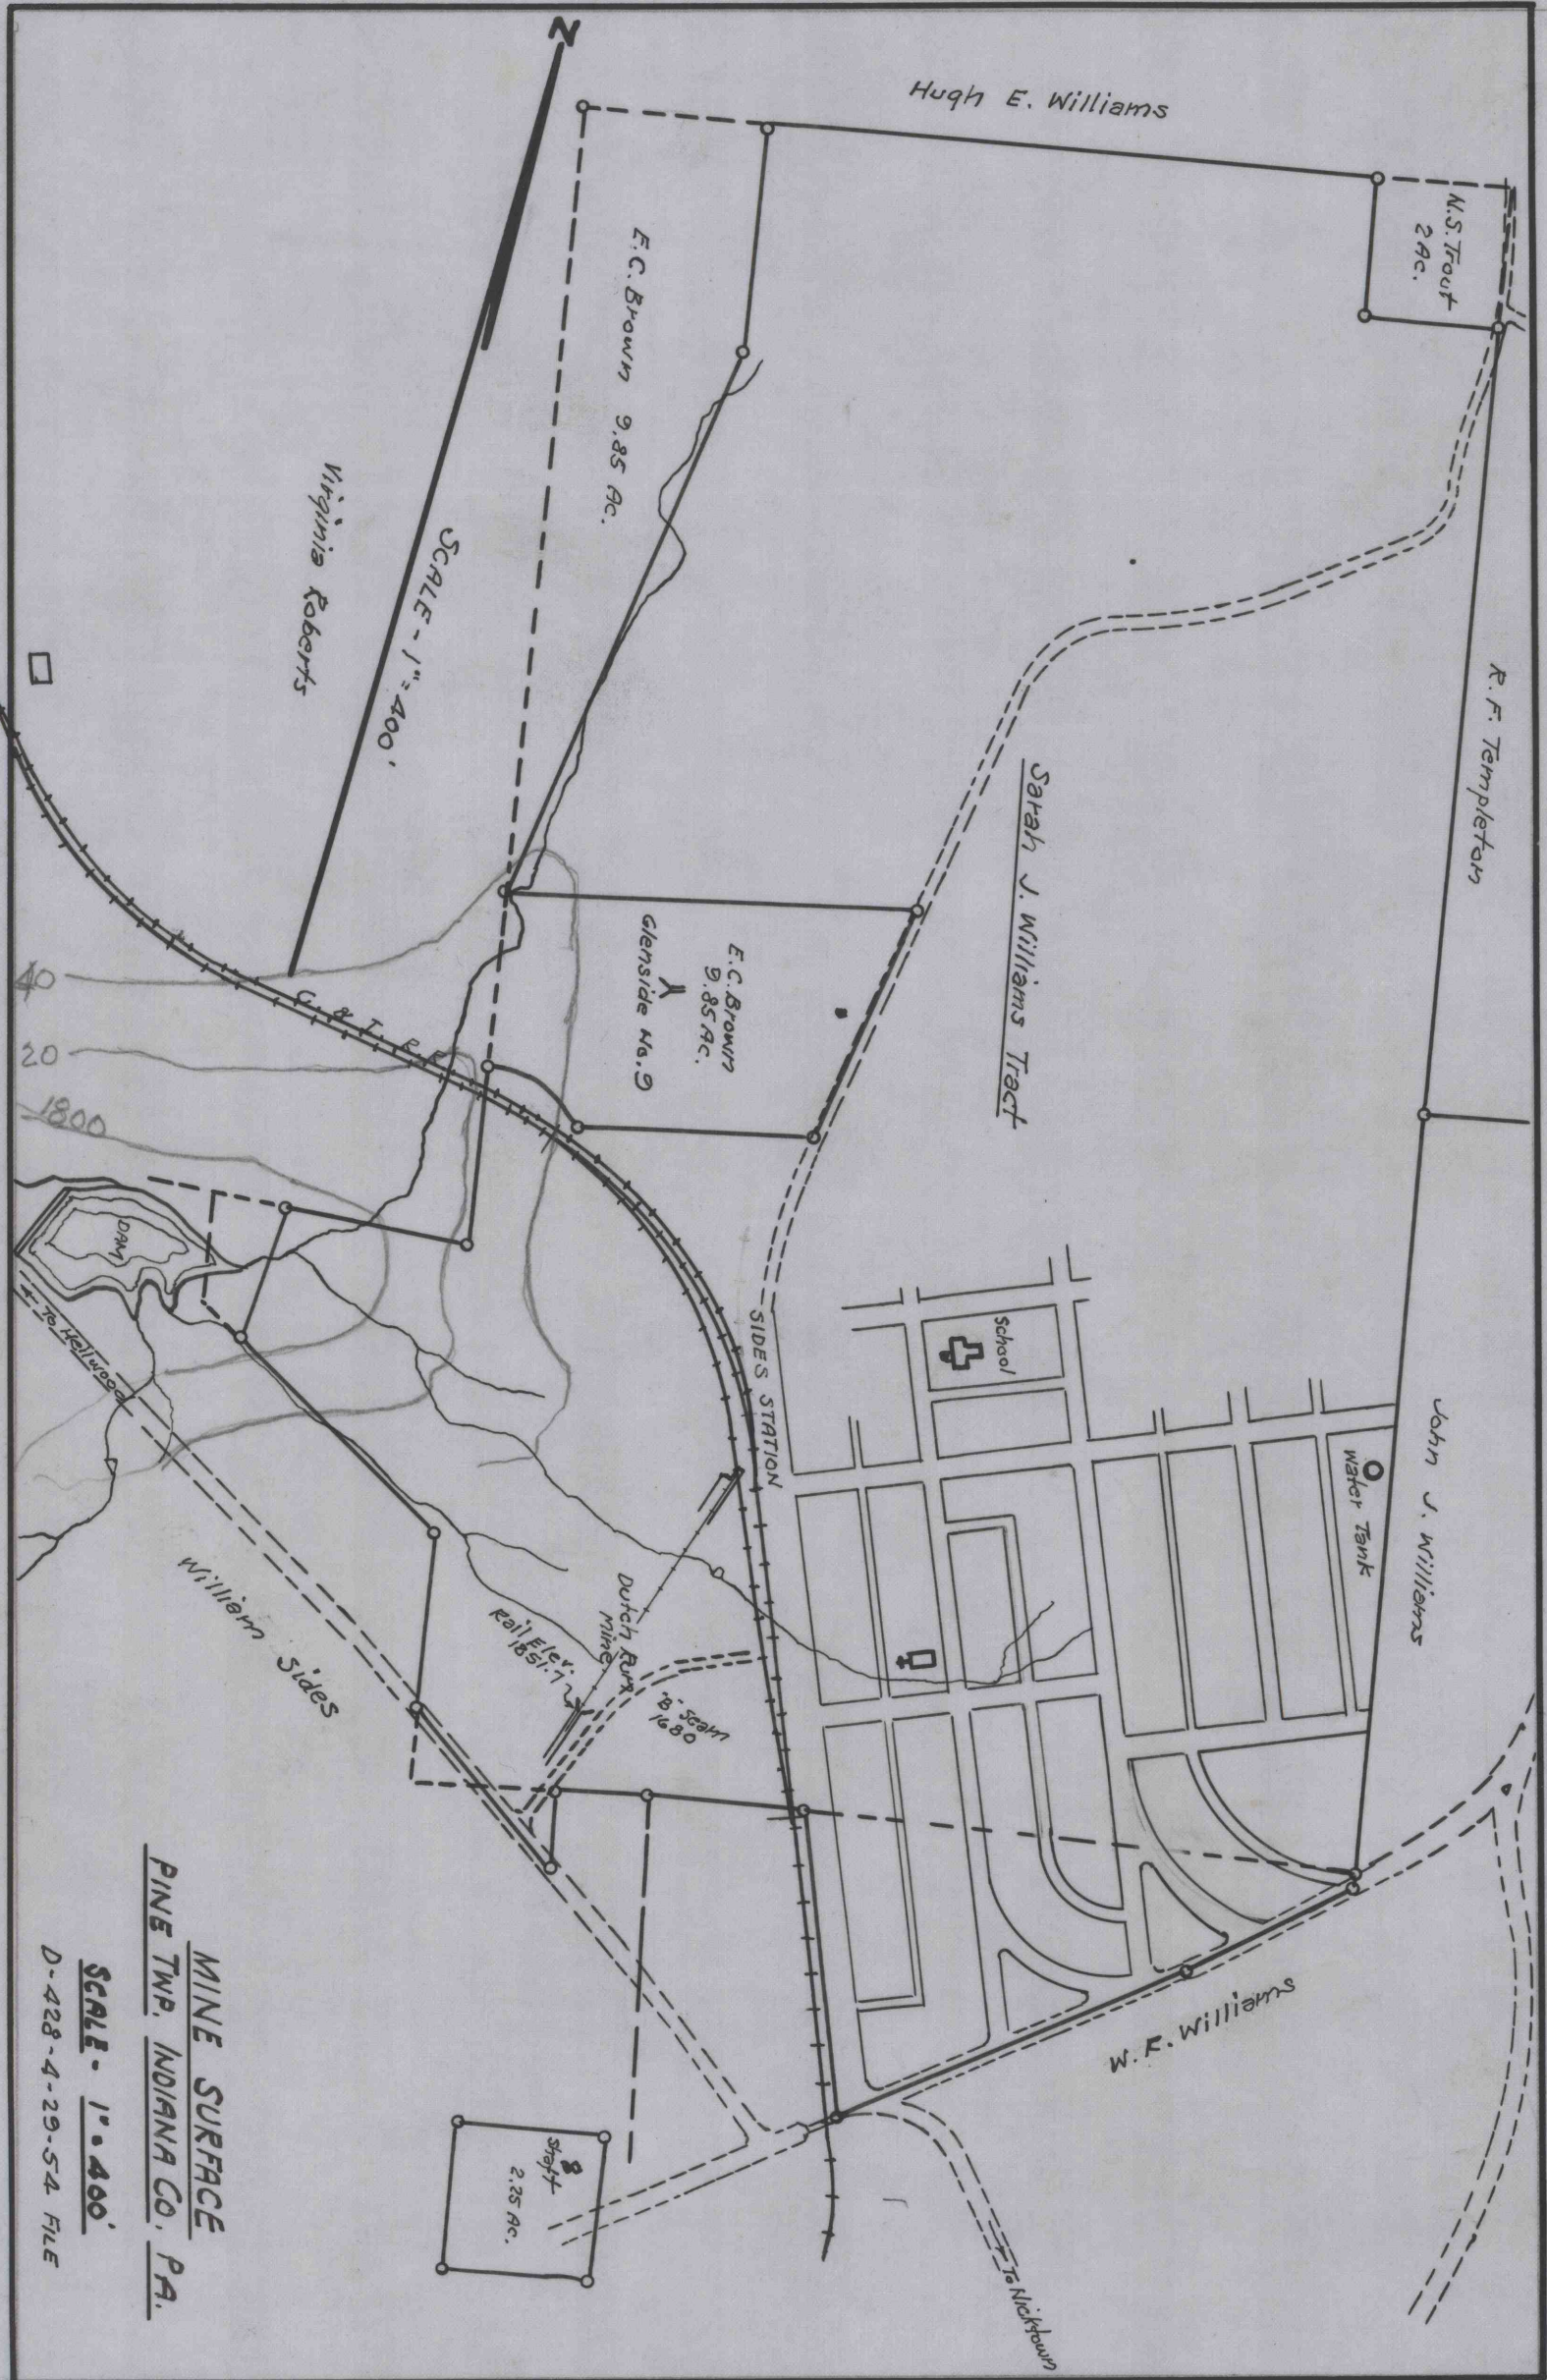 N
Hugh E. Williams
N.S. Trout
2 Ac.
E.C. Brown 9.85 Ac.
SCALE - 1" = 400'
Virginia Roberts
R. F. Templeton
Sarah J. Williams Tract
E.C. Brown
9.85 Ac.
Glenside No. 9
C. & I. R.R.
40
20
1800
DAM
To Heilwood
SIDES STATION
School
Water Tank
John J. Williams
William Sides
Dutch Run
Mine
Rail Elev.
1851.7
"B" Seam
1680
W. R. Williams
To Nicktown
8
Shaft
2.25 Ac.
MINE SURFACE
PINE TWP. INDIANA CO. PA.
SCALE - 1" = 400'
D-428-4-29-54 FILE